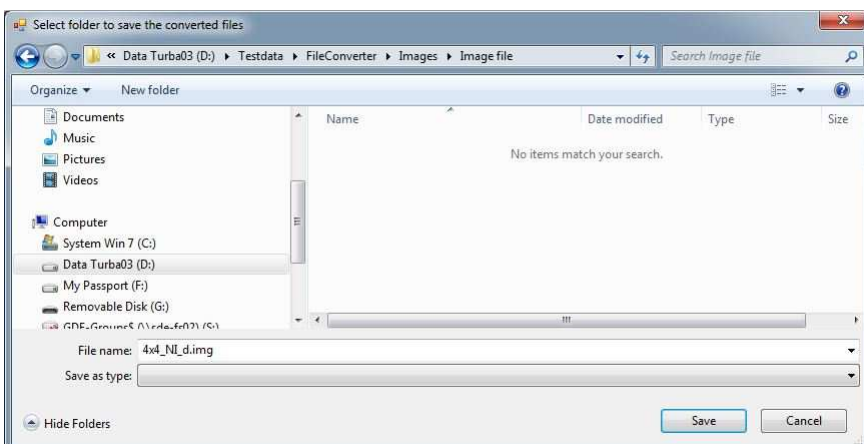 Select folder to save the converted files
« Data Turba03 (D:) Testdata FileConverter Images Image file
Search Image file
Organize New folder
Documents
Music
Pictures
Videos
Computer
System Win 7 (C:)
Data Turba03 (D:)
My Passport (F:)
Removable Disk (G:)
Name Date modified Type Size
No items match your search.
File name: 4x4_NI_d.img
Save as type:
Hide Folders
Save Cancel